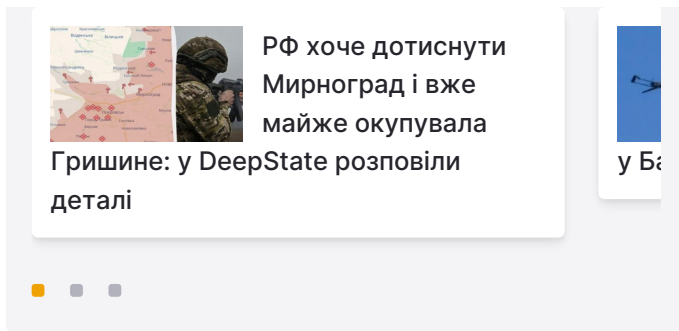 РФ хоче дотиснути
Мирноград і вже
майже окупувала
Гришине: у DeepState розповіли
деталі
у Ба